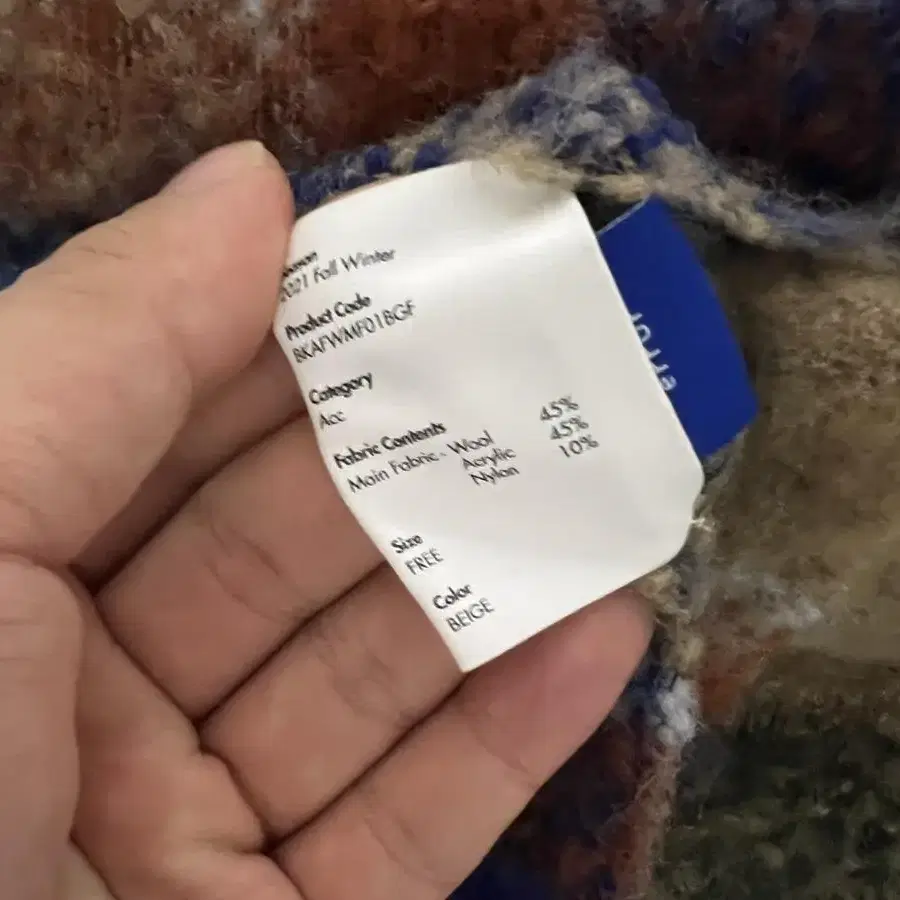 2021 Fall Winter
Product Code
BKAFWMF01BGF
Category
Acc
Fabric Contents
Main Fabric - Wool 45%
Acrylic 45%
Nylon 10%
Size
FREE
Color
BEIGE